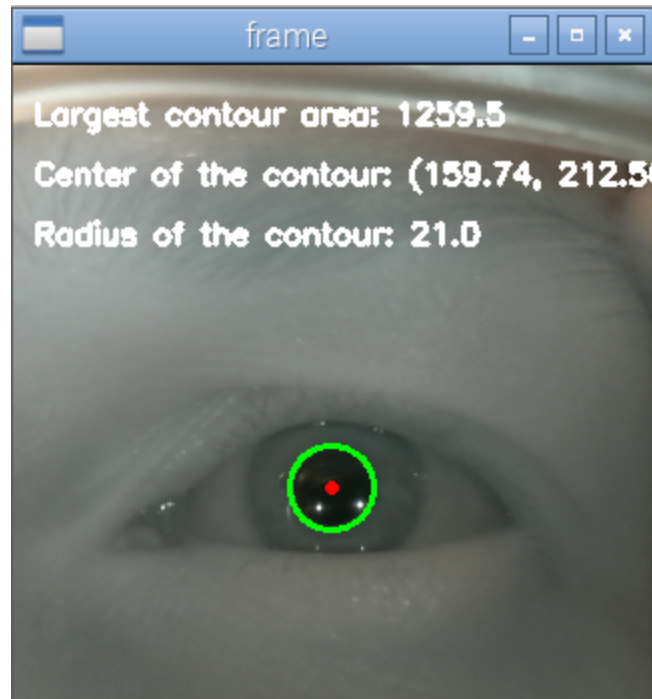 frame
Largest contour area: 1259.5
Center of the contour: (159.74, 212.5
Radius of the contour: 21.0